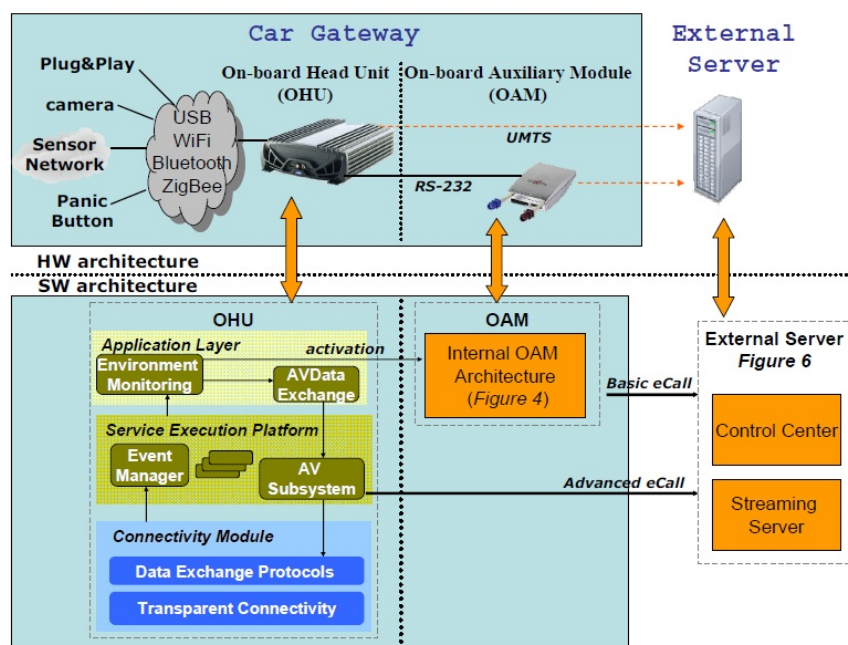 Car Gateway
External
Server
Plug&Play
On-board Head Unit
(OHU)
On-board Auxiliary Module
(OAM)
camera
USB
WiFi
Bluetooth
ZigBee
Sensor
Network
UMTS
RS-232
Panic
Button
HW architecture
SW architecture
OHU
OAM
Application Layer
activation
Environment
Monitoring
AVData
Exchange
Internal OAM
Architecture
(Figure 4)
External Server
Figure 6
Basic eCall
Control Center
Service Execution Platform
Event
Manager
AV
Subsystem
Advanced eCall
Streaming
Server
Connectivity Module
Data Exchange Protocols
Transparent Connectivity